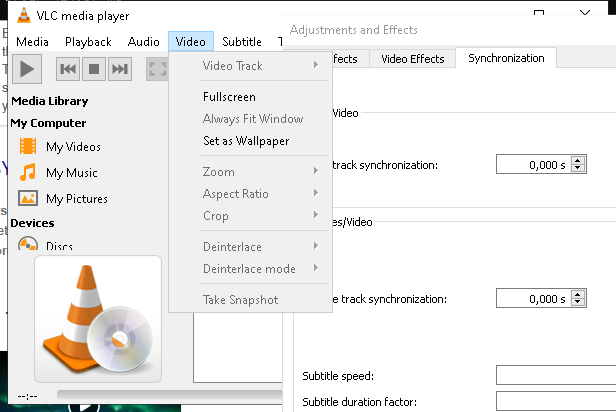 VLC media player
Adjustments and Effects
Media Playback Audio Video Subtitle T
Effects Video Effects Synchronization
Video Track
Fullscreen
Always Fit Window
Set as Wallpaper
Zoom
Aspect Ratio
Crop
Deinterlace
Deinterlace mode
Take Snapshot
Media Library
My Computer
My Videos
My Music
My Pictures
Devices
Discs
--:--
/Video
track synchronization: 0,000 s
es/Video
le track synchronization: 0,000 s
Subtitle speed:
Subtitle duration factor: